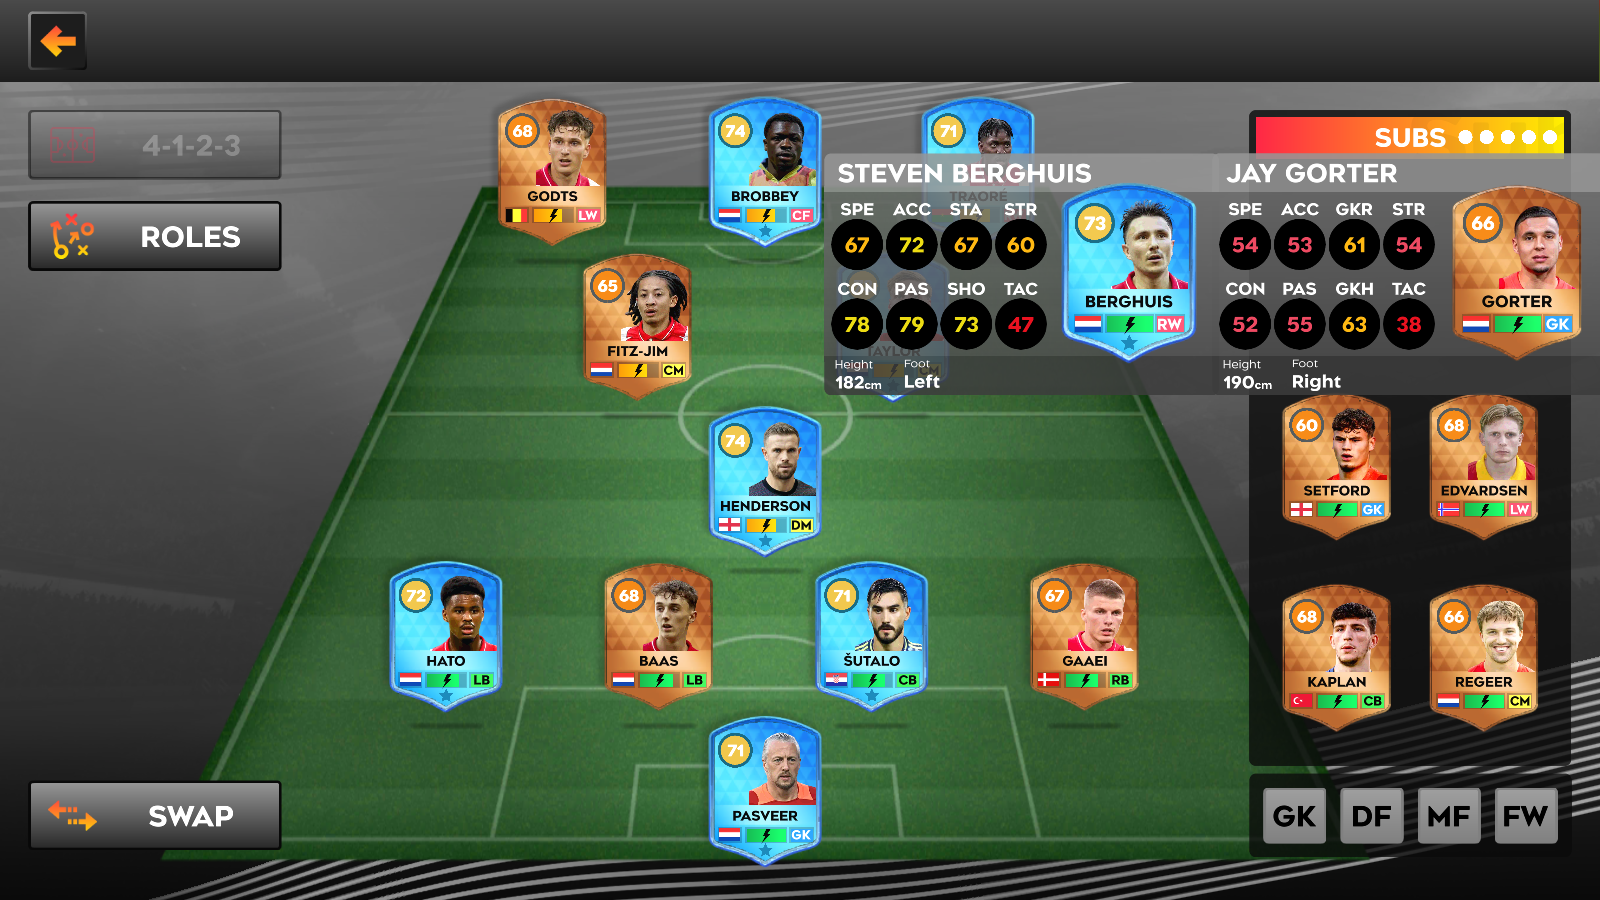 4-1-2-3
ROLES
SWAP
68
GODTS
LW
74
BROBBEY
CF
71
TRAORÉ
65
FITZ-JIM
CM
TAYLOR
CM
74
HENDERSON
DM
72
HATO
LB
68
BAAS
LB
71
ŠUTALO
CB
67
GAAEI
RB
71
PASVEER
GK
SUBS
STEVEN BERGHUIS
SPE ACC STA STR
67 72 67 60
CON PAS SHO TAC
78 79 73 47
Height Foot
182cm Left
73
BERGHUIS
RW
JAY GORTER
SPE ACC GKR STR
54 53 61 54
CON PAS GKH TAC
52 55 63 38
Height Foot
190cm Right
66
GORTER
GK
60
SETFORD
GK
68
EDVARDSEN
LW
68
KAPLAN
CB
66
REGEER
CM
GK DF MF FW